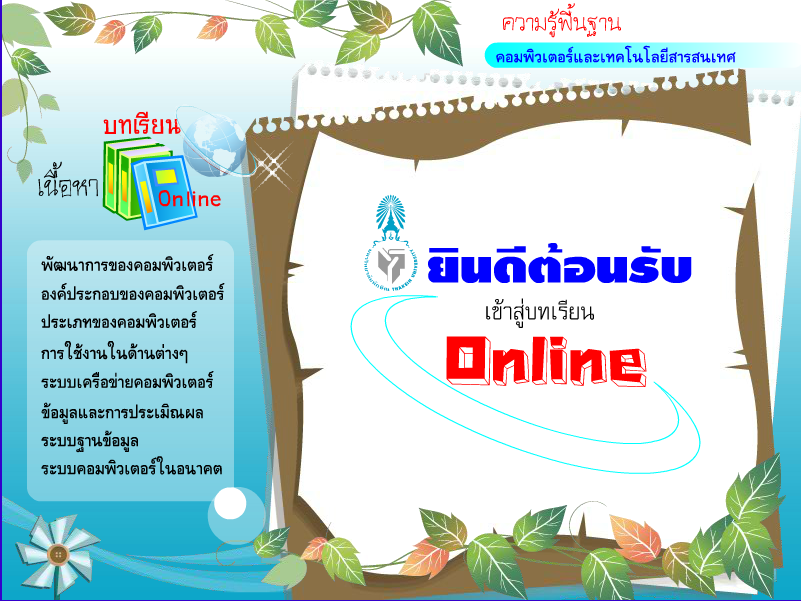 ความรู้พื้นฐาน
คอมพิวเตอร์และเทคโนโลยีสารสนเทศ
บทเรียน
เนื้อหา
Online
พัฒนาการของคอมพิวเตอร์
องค์ประกอบของคอมพิวเตอร์
ประเภทของคอมพิวเตอร์
การใช้งานในด้านต่างๆ
ระบบเครือข่ายคอมพิวเตอร์
ข้อมูลและการประเมิณผล
ระบบฐานข้อมูล
ระบบคอมพิวเตอร์ในอนาคต
THAKSIN UNIVERSITY
ยินดีต้อนรับ
เข้าสู่บทเรียน
Online